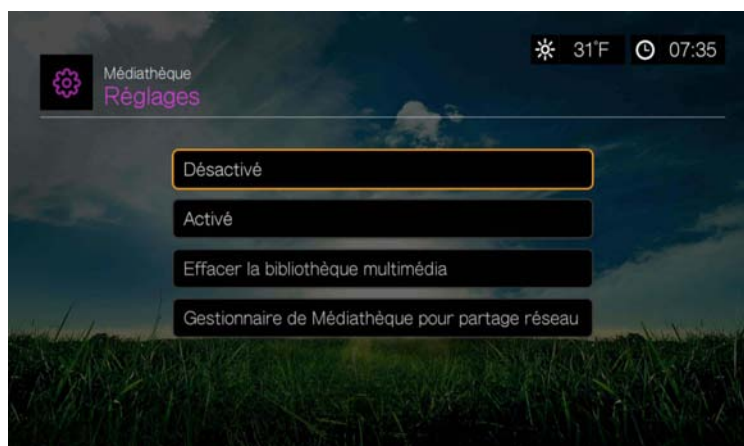 31°F
07:35
Médiathèque
Réglages
Désactivé
Activé
Effacer la bibliothèque multimédia
Gestionnaire de Médiathèque pour partage réseau